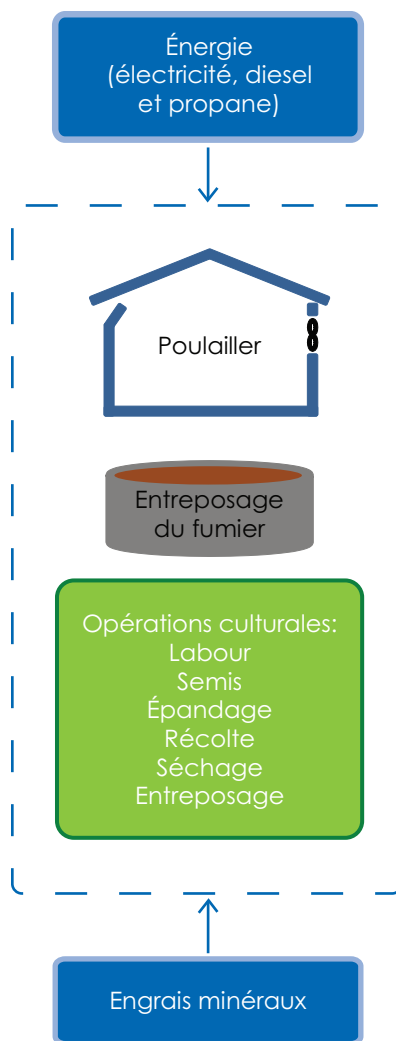 Énergie
(électricité, diesel
et propane)
Poulailler
Entreposage
du fumier
Opérations culturales:
Labour
Semis
Épandage
Récolte
Séchage
Entreposage
Engrais minéraux